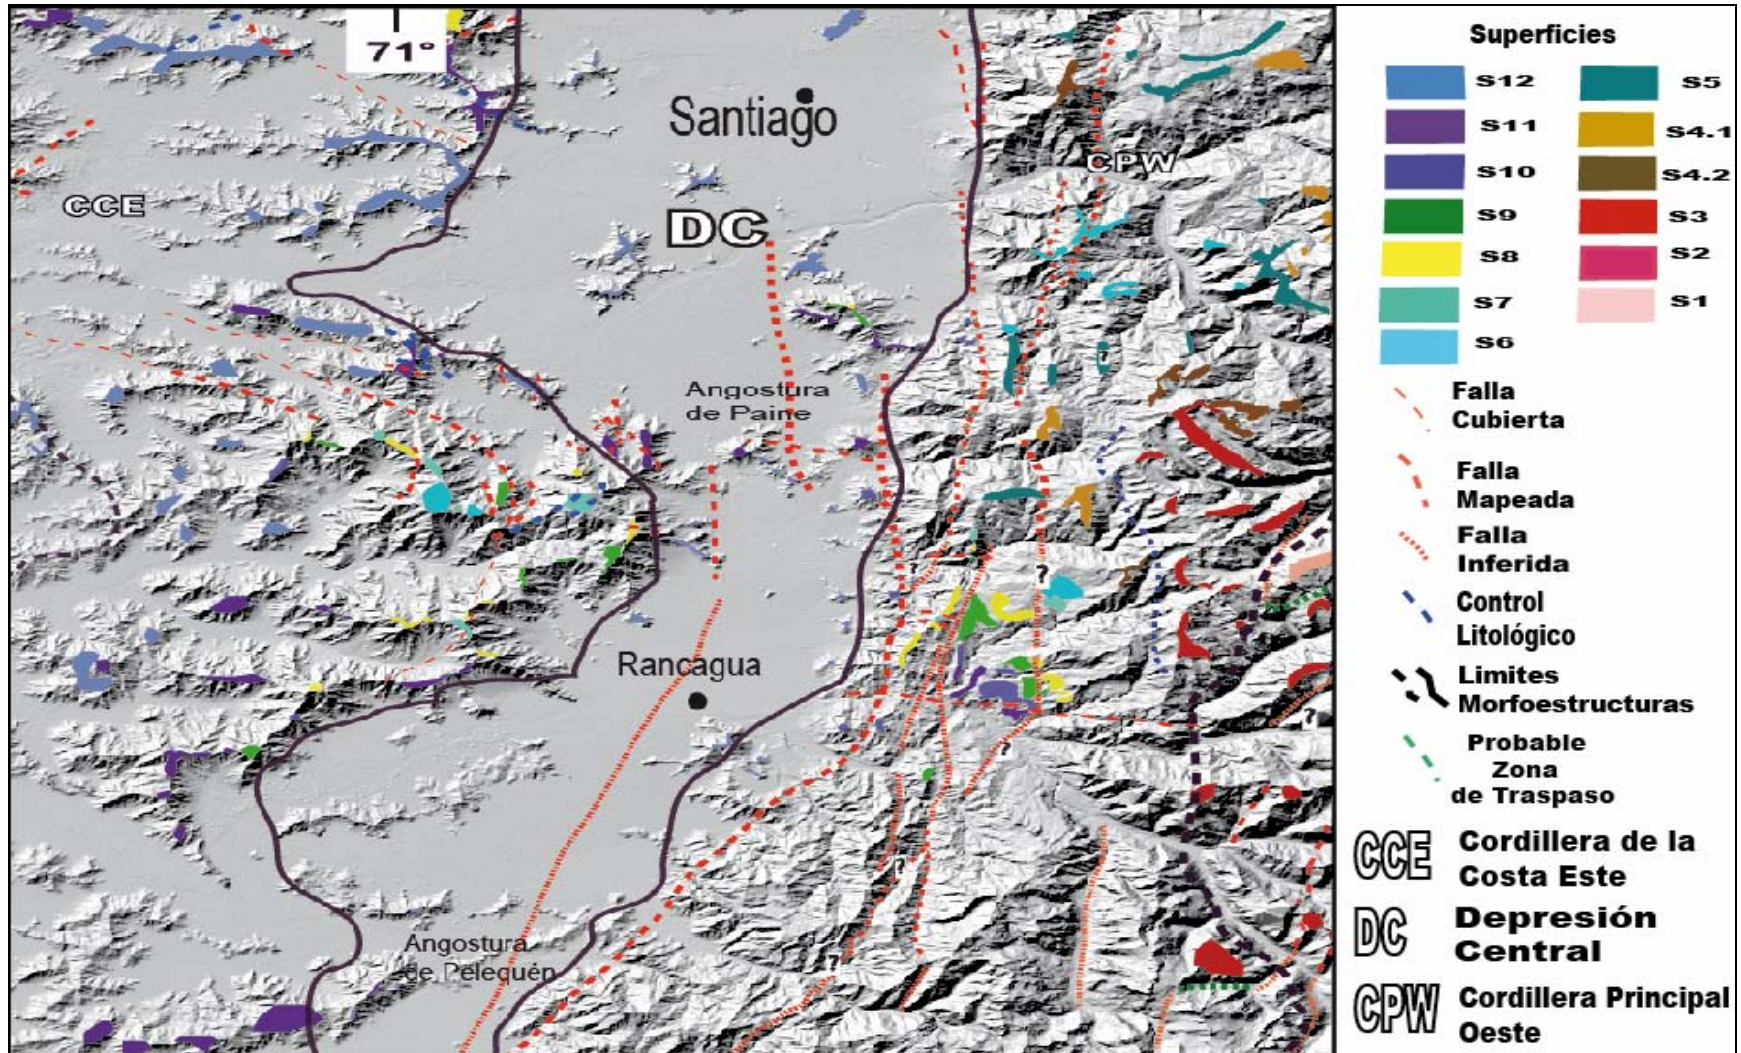 71°
Santiago
CPW
CCE
DC
Angostura
de Paine
?
?
?
Rancagua
?
?
?
?
Angostura
de Pelequén
Superficies
S12
S5
S11
S4.1
S10
S4.2
S9
S3
S8
S2
S7
S1
S6
Falla
Cubierta
Falla
Mapeada
Falla
Inferida
Control
Litológico
Limites
Morfoestructuras
Probable
Zona
de Traspaso
CCE
Cordillera de la
Costa Este
DC
Depresión
Central
CPW
Cordillera Principal
Oeste